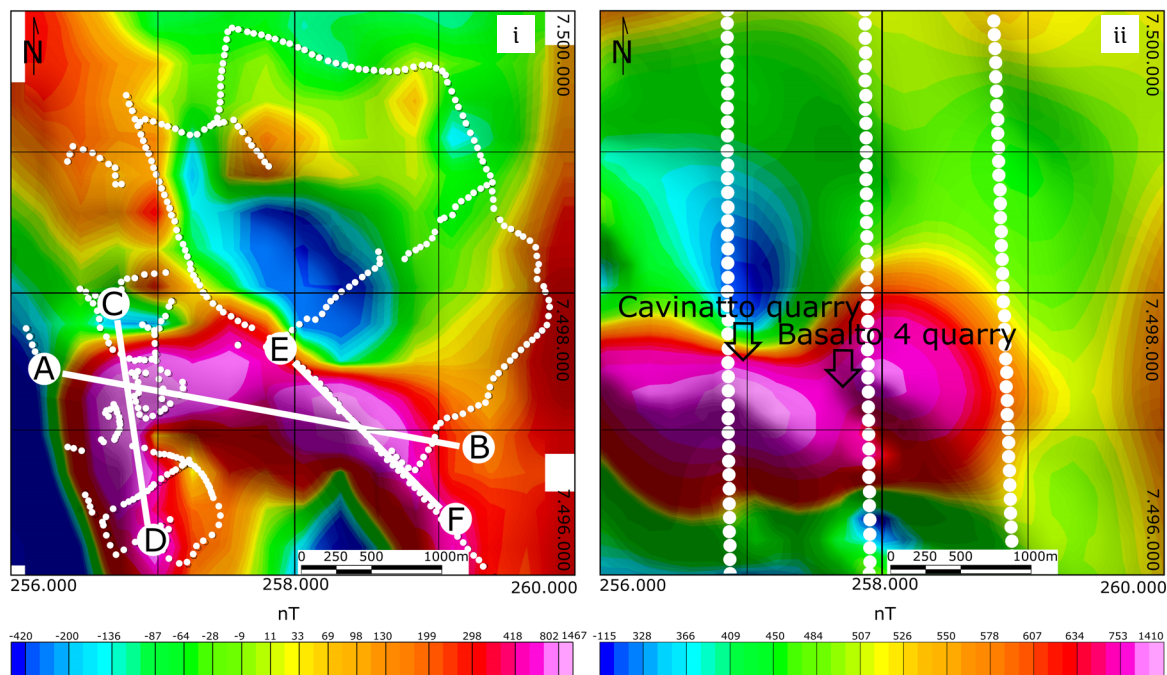 i
N
7.500.000
C
7.498.000
E
A
B
F
D
7.496.000
0 500 500 1000m
256.000 258.000 260.000
nT
-420 -200 -136 -87 -64 -28 -9 11 33 69 98 130 199 298 418 802 1467
ii
N
7.500.000
Cavinatto quarry
Basalto 4 quarry
7.498.000
7.496.000
0 500 500 1000m
256.000 258.000 260.000
nT
-115 328 366 409 450 484 507 526 550 578 607 634 753 1410